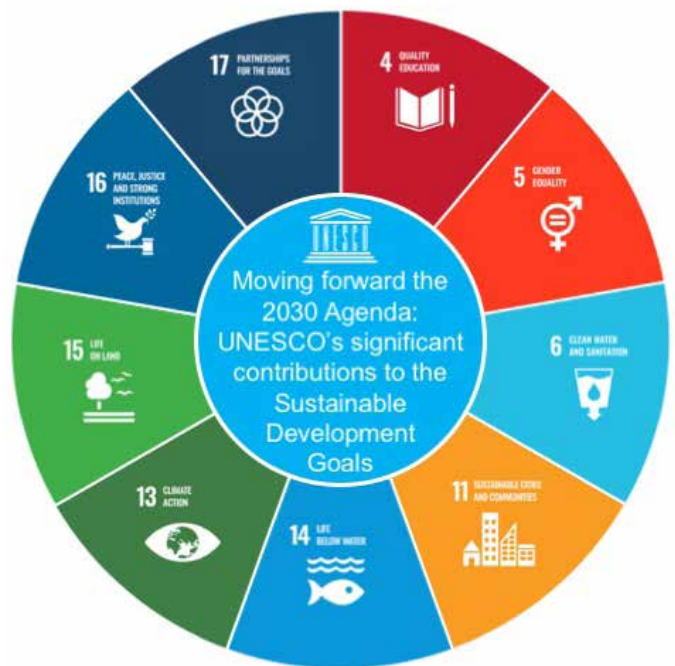 UNESCO
Moving forward the
2030 Agenda:
UNESCO's significant
contributions to the
Sustainable
Development
Goals
4 QUALITY
EDUCATION
5 GENDER
EQUALITY
6 CLEAN WATER
AND SANITATION
11 SUSTAINABLE CITIES
AND COMMUNITIES
14 LIFE
BELOW WATER
13 CLIMATE
ACTION
15 LIFE
ON LAND
16 PEACE, JUSTICE
AND STRONG
INSTITUTIONS
17 PARTNERSHIPS
FOR THE GOALS